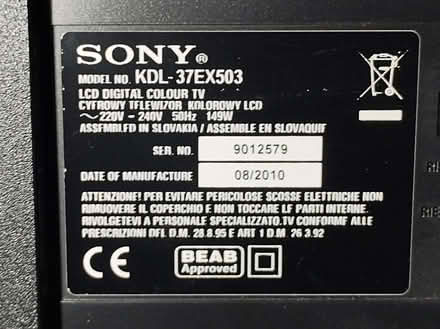 SONY®
MODEL NO. KDL-37EX503
LCD DIGITAL COLOUR TV
CYFROWY TELEWIZOR KOLOROWY LCD
~220V - 240V 50Hz 149W
ASSEMBLED IN SLOVAKIA / ASSEMBLE EN SLOVAQUIE
SER. NO. 9012579
DATE OF MANUFACTURE 08/2010
ATTENZIONE! PER EVITARE PERICOLOSE SCOSSE ELETTRICHE NON
RIMUOVERE IL COPERCHIO E NON TOCCARE LE PARTI INTERNE.
RIVOLGETEVI A PERSONALE SPECIALIZZATO.TV CONFORME ALLE
PRESCRIZIONI DEL D.M. 28.8.95 E ART 1 D.M 26 3.92
CE
BEAB
Approved